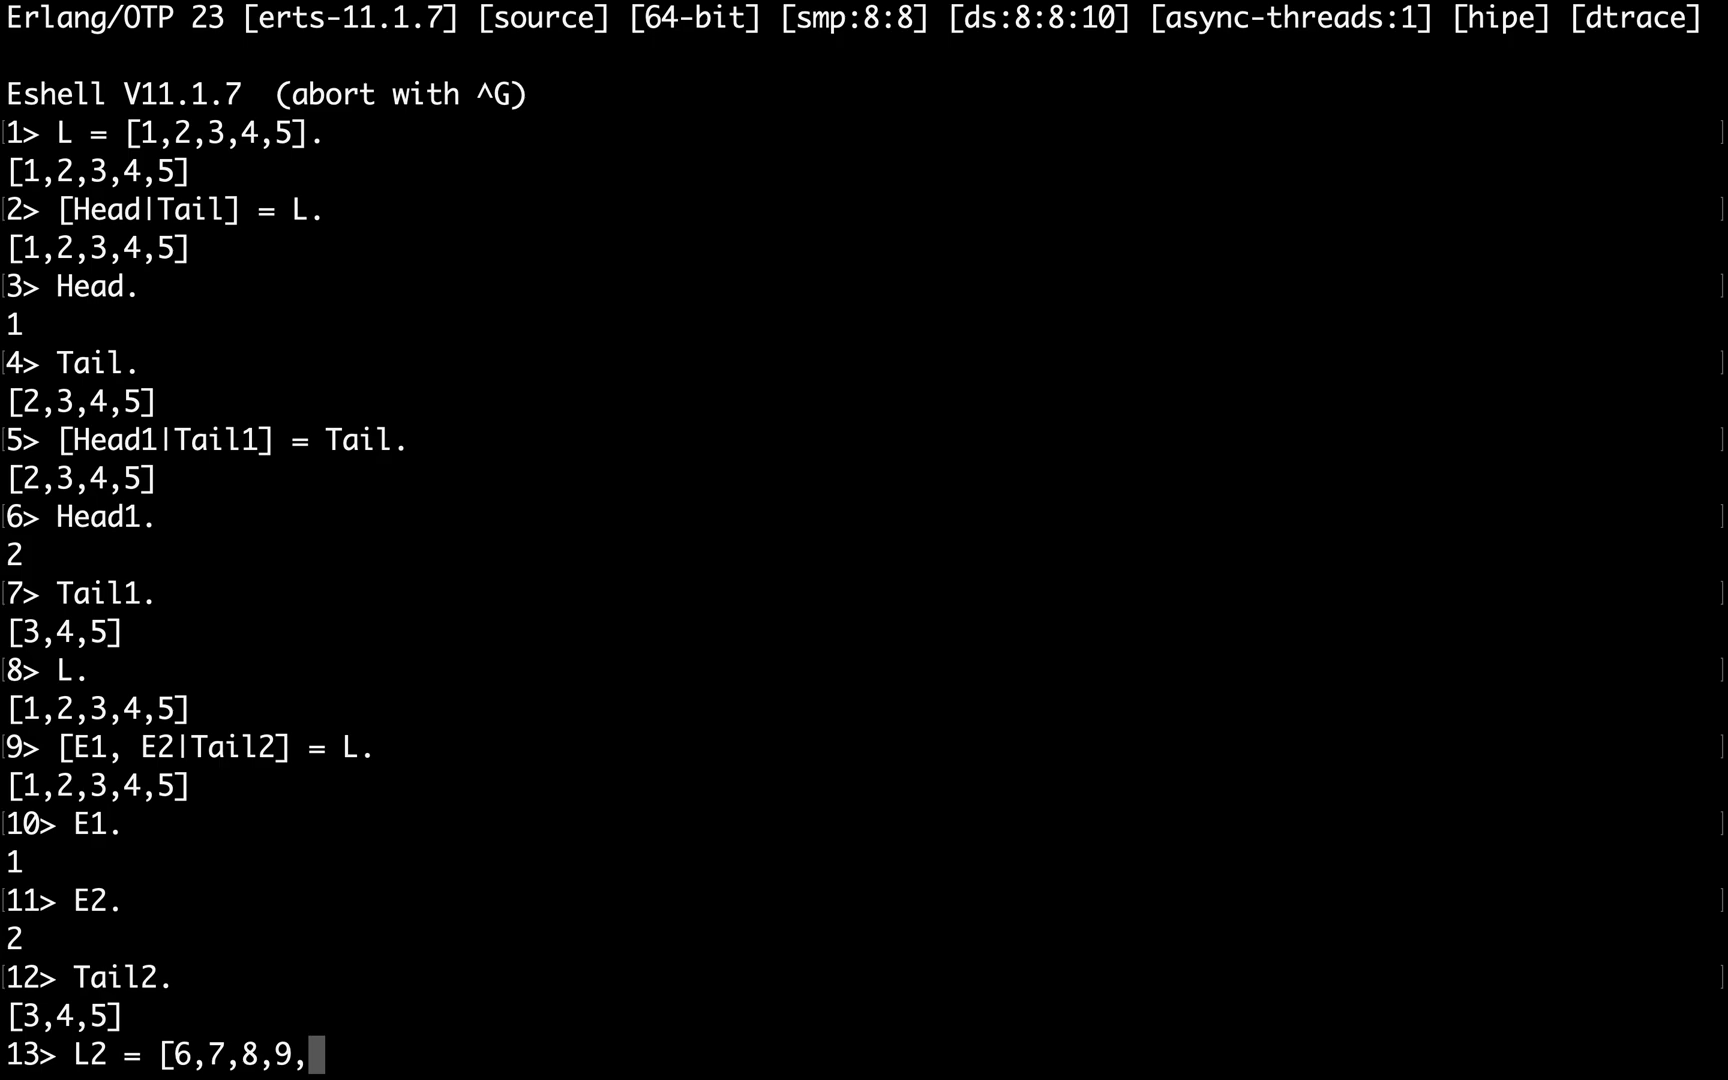 Erlang/OTP 23 [erts-11.1.7] [source] [64-bit] [smp:8:8] [ds:8:8:10] [async-threads:1] [hipe] [dtrace]
Eshell V11.1.7  (abort with ^G)
1> L = [1,2,3,4,5].
[1,2,3,4,5]
2> [Head|Tail] = L.
[1,2,3,4,5]
3> Head.
1
4> Tail.
[2,3,4,5]
5> [Head1|Tail1] = Tail.
[2,3,4,5]
6> Head1.
2
7> Tail1.
[3,4,5]
8> L.
[1,2,3,4,5]
9> [E1, E2|Tail2] = L.
[1,2,3,4,5]
10> E1.
1
11> E2.
2
12> Tail2.
[3,4,5]
13> L2 = [6,7,8,9,